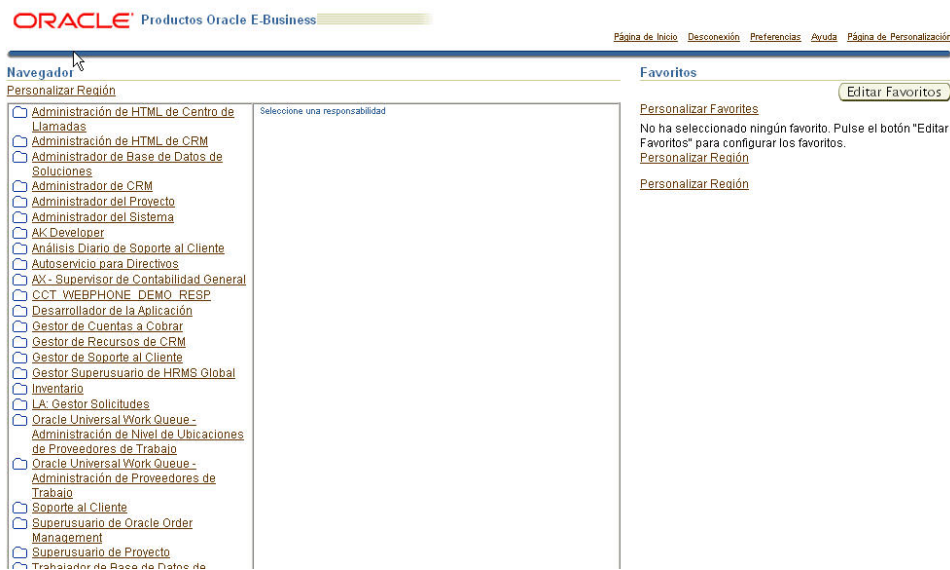 ORACLE Productos Oracle E-Business
Página de Inicio Desconexión Preferencias Ayuda Página de Personalización
Navegador
Personalizar Región
Administración de HTML de Centro de
Llamadas
Administración de HTML de CRM
Administrador de Base de Datos de
Soluciones
Administrador de CRM
Administrador del Proyecto
Administrador del Sistema
AK Developer
Análisis Diario de Soporte al Cliente
Autoservicio para Directivos
AX - Supervisor de Contabilidad General
CCT_WEBPHONE_DEMO_RESP
Desarrollador de la Aplicación
Gestor de Cuentas a Cobrar
Gestor de Recursos de CRM
Gestor de Soporte al Cliente
Gestor Superusuario de HRMS Global
Inventario
LA: Gestor Solicitudes
Oracle Universal Work Queue -
Administración de Nivel de Ubicaciones
de Proveedores de Trabajo
Oracle Universal Work Queue -
Administración de Proveedores de
Trabajo
Soporte al Cliente
Superusuario de Oracle Order
Management
Superusuario de Proyecto
Trabajador de Base de Datos de
Seleccione una responsabilidad
Favoritos
Editar Favoritos
Personalizar Favorites
No ha seleccionado ningún favorito. Pulse el botón "Editar
Favoritos" para configurar los favoritos.
Personalizar Región
Personalizar Región